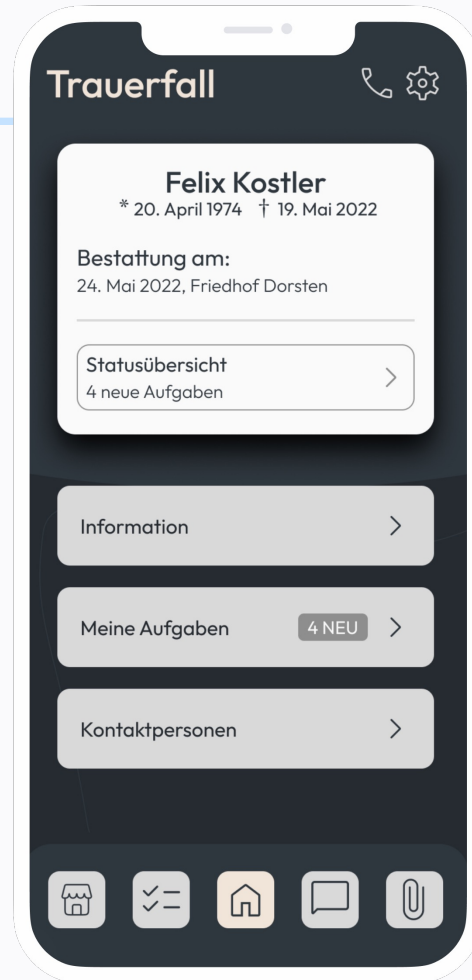 Trauerfall
Felix Kostler
* 20. April 1974 † 19. Mai 2022
Bestattung am:
24. Mai 2022, Friedhof Dorsten
Statusübersicht
4 neue Aufgaben
Information
Meine Aufgaben 4 NEU
Kontaktpersonen